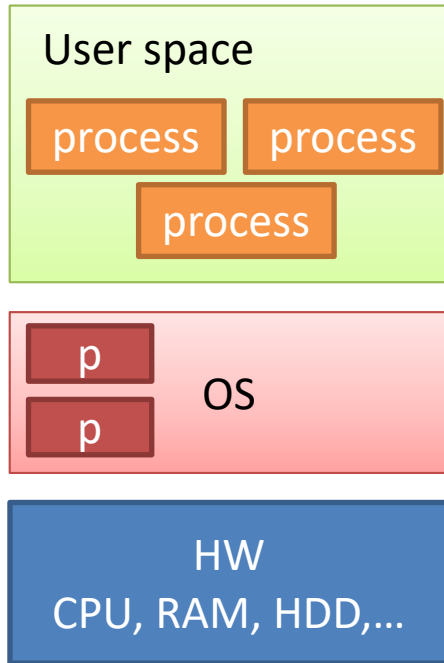 User space
process process
process
p
OS
p
HW
CPU, RAM, HDD,...